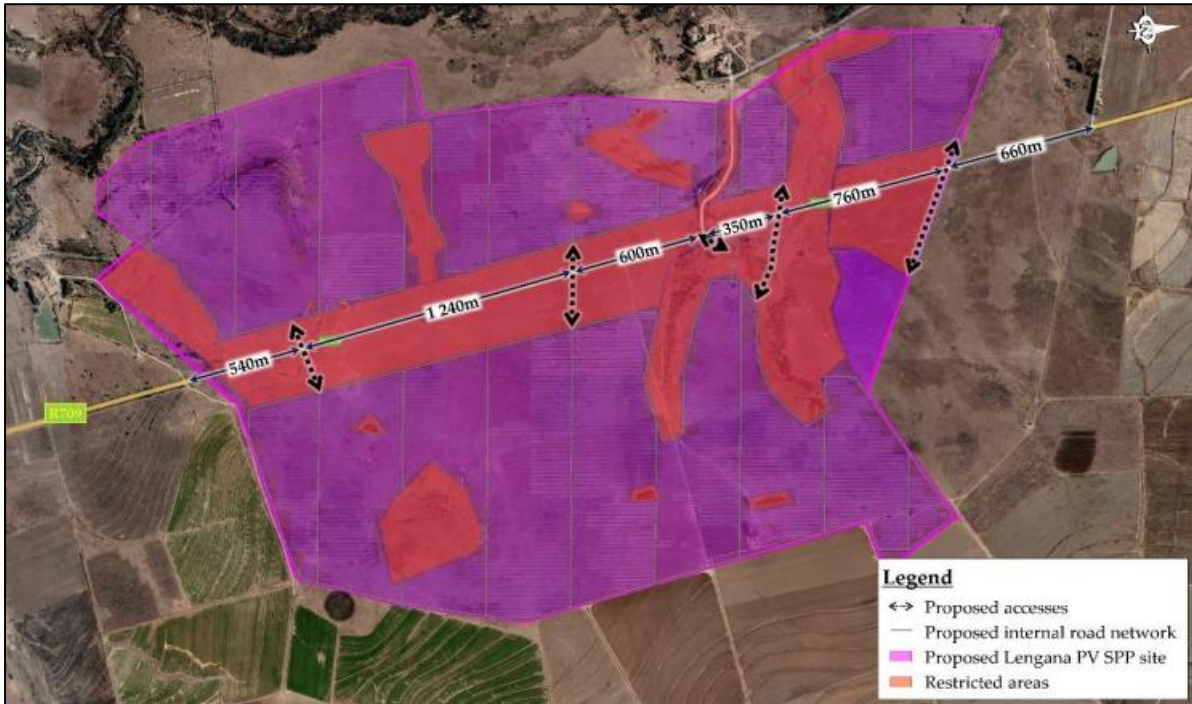 660m
760m
350m
600m
1 240m
540m
R709
Legend
Proposed accesses
Proposed internal road network
Proposed Lengana PV SPP site
Restricted areas